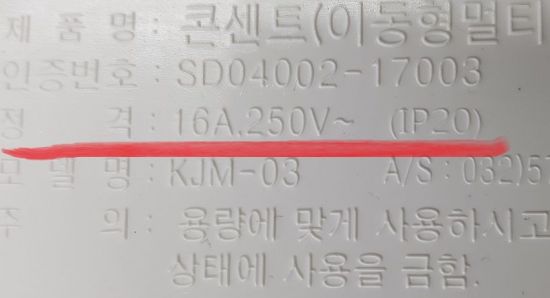 제 품 명 : 콘센트(이동형멀티
인증번호 : SD04002-17003
정 격 : 16A,250V~ (IP20)
모 델 명 : KJM-03 A/S : 032)5
주 의 : 용량에 맞게 사용하시고
상태에 사용을 금함.